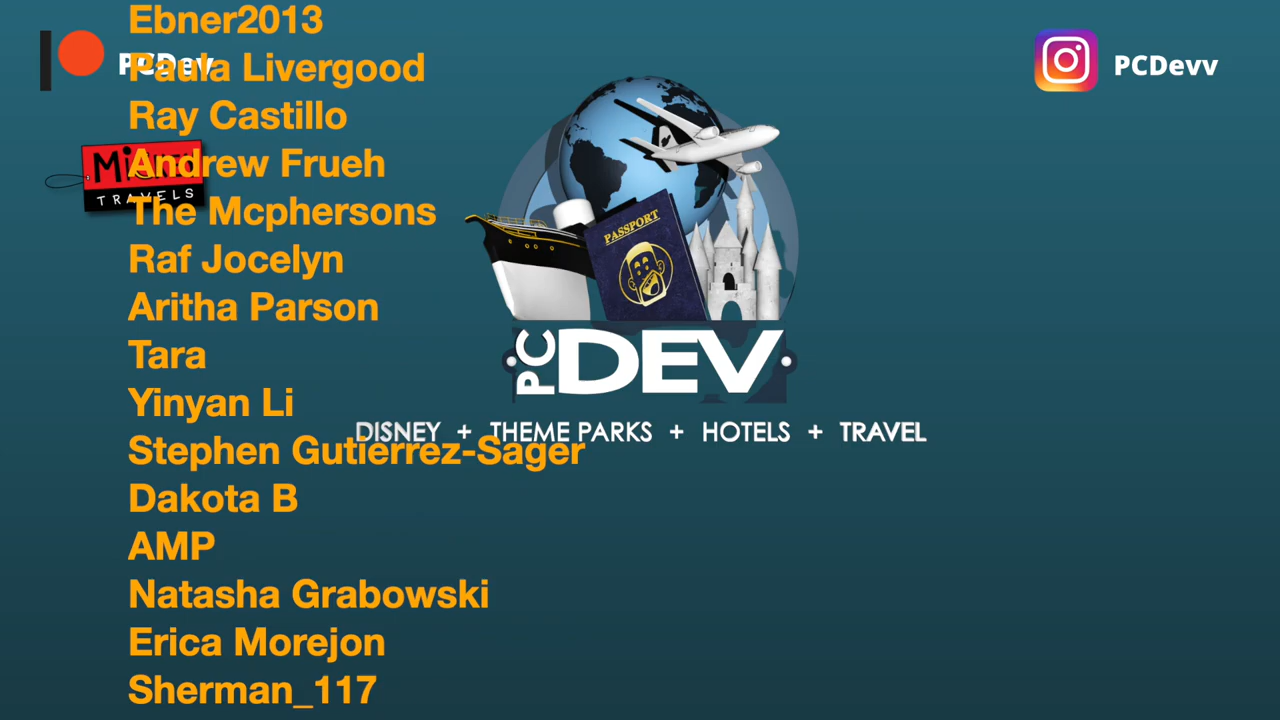 Ebner2013
PCDev
Paula Livergood
PCDevv
Ray Castillo
Andrew Frueh
MiCKEY
TRAVELS
The Mcphersons
PASSPORT
Raf Jocelyn
Aritha Parson
Tara
PC DEV
Yinyan Li
DISNEY + THEME PARKS + HOTELS + TRAVEL
Stephen Gutierrez-Sager
Dakota B
AMP
Natasha Grabowski
Erica Morejon
Sherman_117